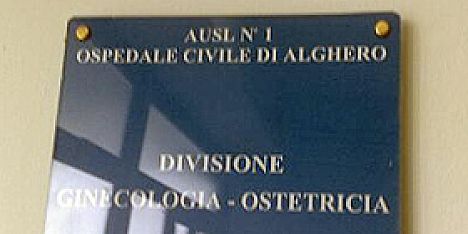 AUSL N° 1
OSPEDALE CIVILE DI ALGHERO
DIVISIONE
GINECOLOGIA - OSTETRICIA